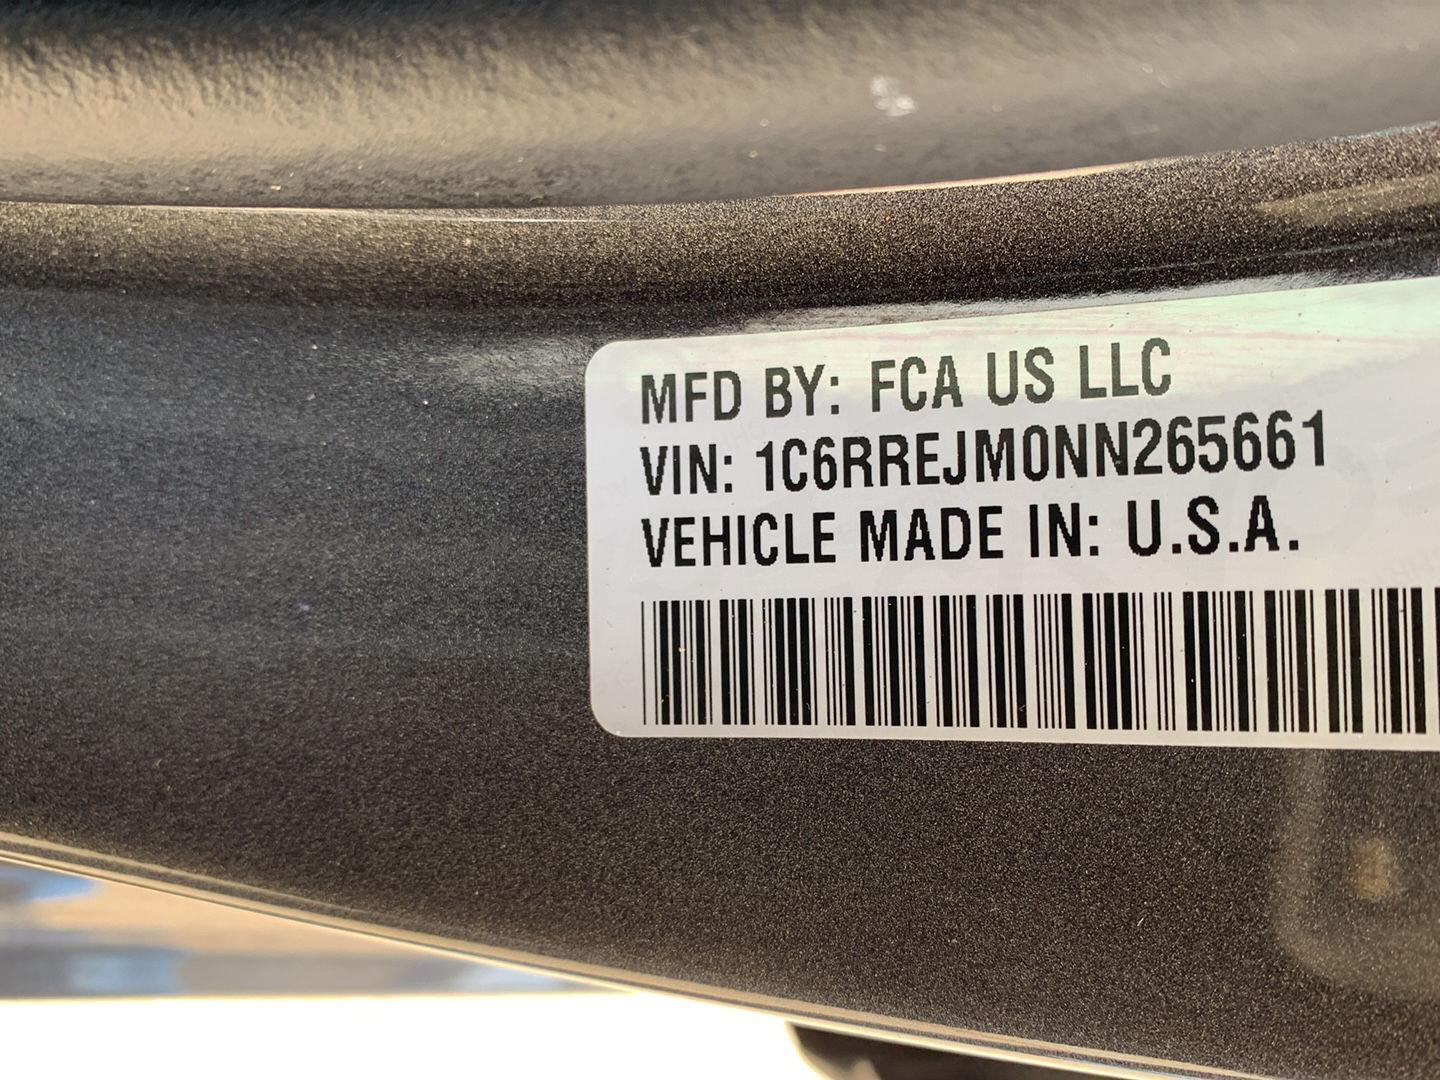 MFD BY: FCA US LLC
VIN: 1C6RREJM0NN265661
VEHICLE MADE IN: U.S.A.